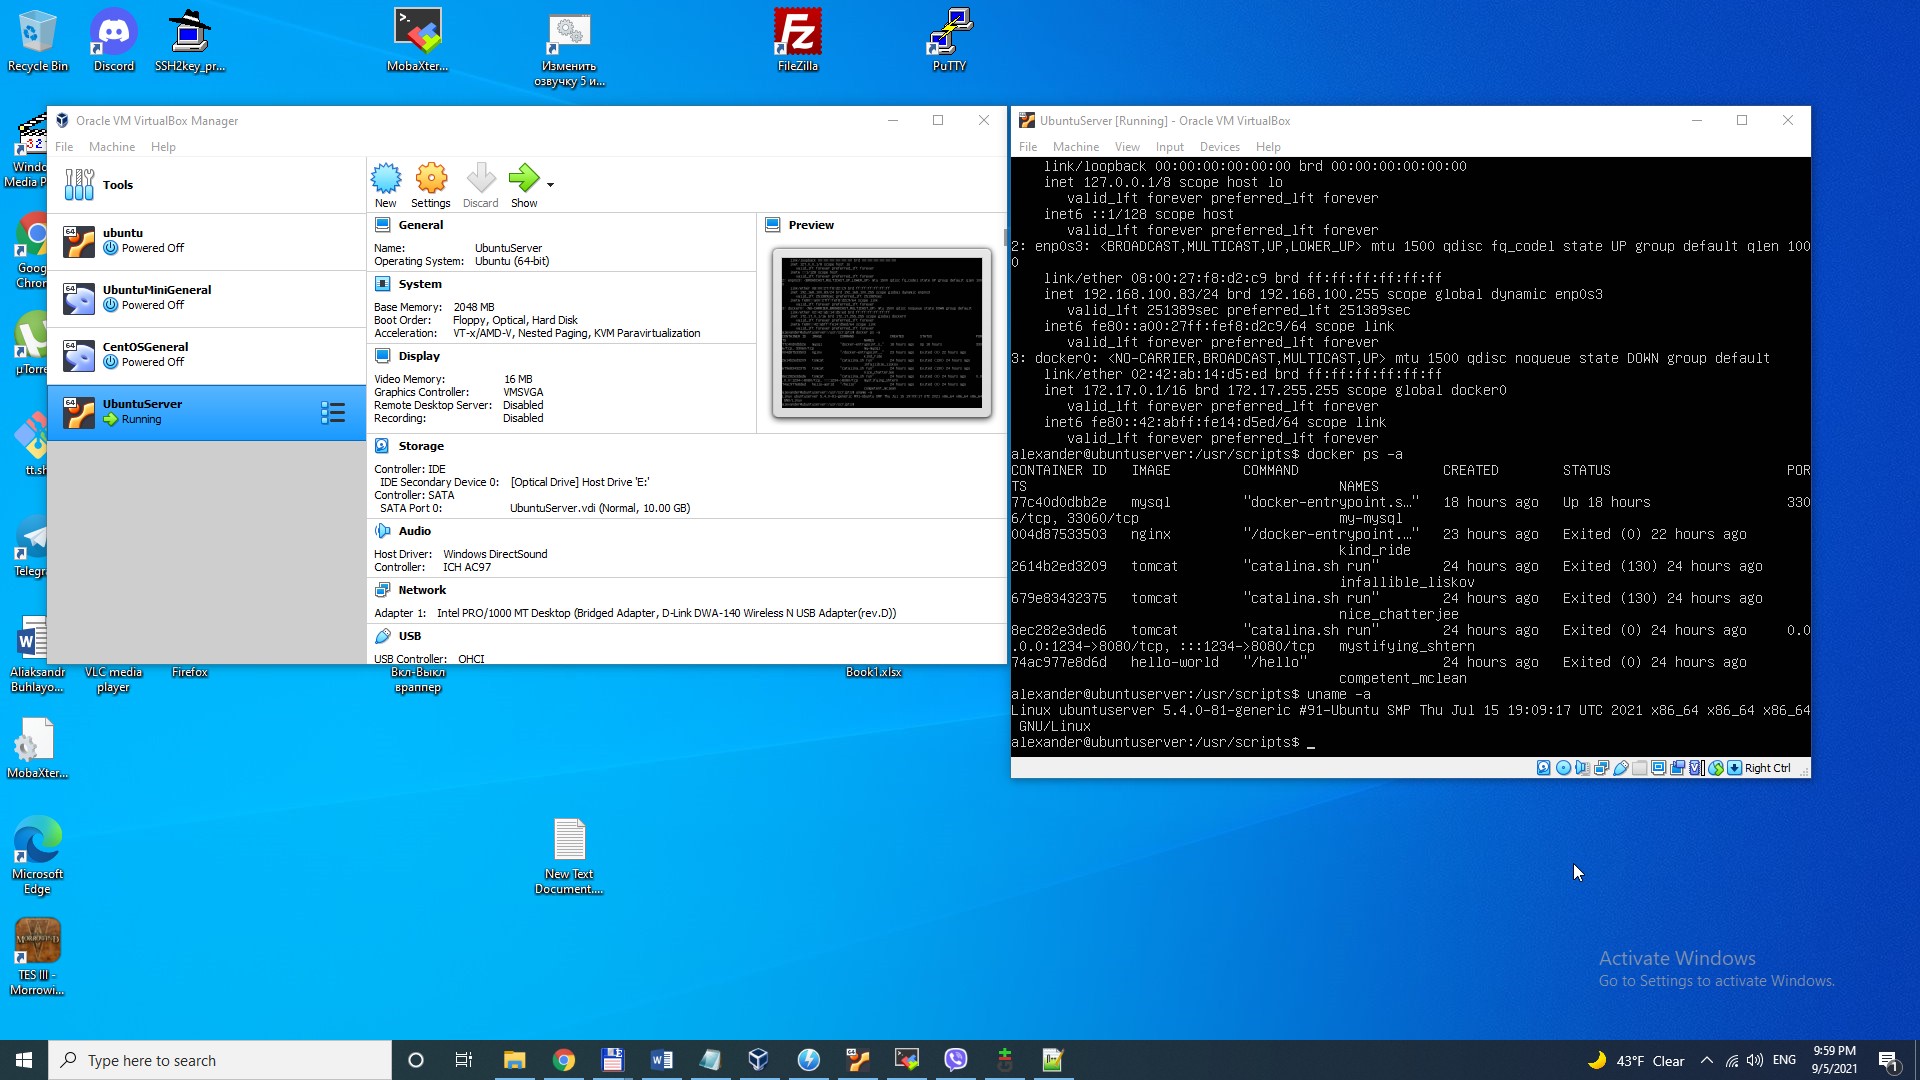 Recycle Bin
Discord
SSH2key_pr...
MobaXter...
Изменить
озвучку 5 и...
FileZilla
PuTTY
Oracle VM VirtualBox Manager
File Machine Help
Tools
ubuntu
Powered Off
UbuntuMiniGeneral
Powered Off
CentOSGeneral
Powered Off
UbuntuServer
Running
New Settings Discard Show
General
Name: UbuntuServer
Operating System: Ubuntu (64-bit)
System
Base Memory: 2048 MB
Boot Order: Floppy, Optical, Hard Disk
Acceleration: VT-x/AMD-V, Nested Paging, KVM Paravirtualization
Display
Video Memory: 16 MB
Graphics Controller: VMSVGA
Remote Desktop Server: Disabled
Recording: Disabled
Preview
Storage
Controller: IDE
IDE Secondary Device 0: [Optical Drive] Host Drive 'E:'
Controller: SATA
SATA Port 0: UbuntuServer.vdi (Normal, 10.00 GB)
Audio
Host Driver: Windows DirectSound
Controller: ICH AC97
Network
Adapter 1: Intel PRO/1000 MT Desktop (Bridged Adapter, D-Link DWA-140 Wireless N USB Adapter(rev.D))
USB
USB Controller: OHCI
UbuntuServer [Running] - Oracle VM VirtualBox
File Machine View Input Devices Help
link/loopback 00:00:00:00:00:00 brd 00:00:00:00:00:00
inet 127.0.0.1/8 scope host lo
valid_lft forever preferred_lft forever
inet6 ::1/128 scope host
valid_lft forever preferred_lft forever
2: enp0s3: <BROADCAST,MULTICAST,UP,LOWER_UP> mtu 1500 qdisc fq_codel state UP group default qlen 100
0
link/ether 08:00:27:f8:d2:c9 brd ff:ff:ff:ff:ff:ff
inet 192.168.100.83/24 brd 192.168.100.255 scope global dynamic enp0s3
valid_lft 251389sec preferred_lft 251389sec
inet6 fe80::a00:27ff:fef8:d2c9/64 scope link
valid_lft forever preferred_lft forever
3: docker0: <NO-CARRIER,BROADCAST,MULTICAST,UP> mtu 1500 qdisc noqueue state DOWN group default
link/ether 02:42:ab:14:d5:ed brd ff:ff:ff:ff:ff:ff
inet 172.17.0.1/16 brd 172.17.255.255 scope global docker0
valid_lft forever preferred_lft forever
inet6 fe80::42:abff:fe14:d5ed/64 scope link
valid_lft forever preferred_lft forever
alexander@ubuntuserver:/usr/scripts$ docker ps -a
CONTAINER ID IMAGE COMMAND CREATED STATUS POR
TS NAMES
77c40d0dbb2e mysql "docker-entrypoint.s…" 18 hours ago Up 18 hours 330
6/tcp, 33060/tcp my-mysql
004d87533503 nginx "/docker-entrypoint.…" 23 hours ago Exited (0) 22 hours ago
kind_ride
2614b2ed3209 tomcat "catalina.sh run" 24 hours ago Exited (130) 24 hours ago
infallible_liskov
679e83432375 tomcat "catalina.sh run" 24 hours ago Exited (130) 24 hours ago
nice_chatterjee
8ec282e3ded6 tomcat "catalina.sh run" 24 hours ago Exited (0) 24 hours ago 0.0
.0.0:1234->8080/tcp, :::1234->8080/tcp mystifying_shtern
74ac977e8d6d hello-world "/hello" 24 hours ago Exited (0) 24 hours ago
competent_mclean
alexander@ubuntuserver:/usr/scripts$ uname -a
Linux ubuntuserver 5.4.0-81-generic #91-Ubuntu SMP Thu Jul 15 19:09:17 UTC 2021 x86_64 x86_64 x86_64
GNU/Linux
alexander@ubuntuserver:/usr/scripts$ _
Right Ctrl
Windo
Media P
Goog
Chron
µTorre
tt.sh
Telegr
Aliaksandr
Buhlayo...
VLC media
player
Firefox
Вкл-Выкл
враппер
Book1.xlsx
MobaXter...
Microsoft
Edge
New Text
Document....
TES III -
Morrowi...
Activate Windows
Go to Settings to activate Windows.
Type here to search
43°F Clear
ENG
9:59 PM
9/5/2021
1